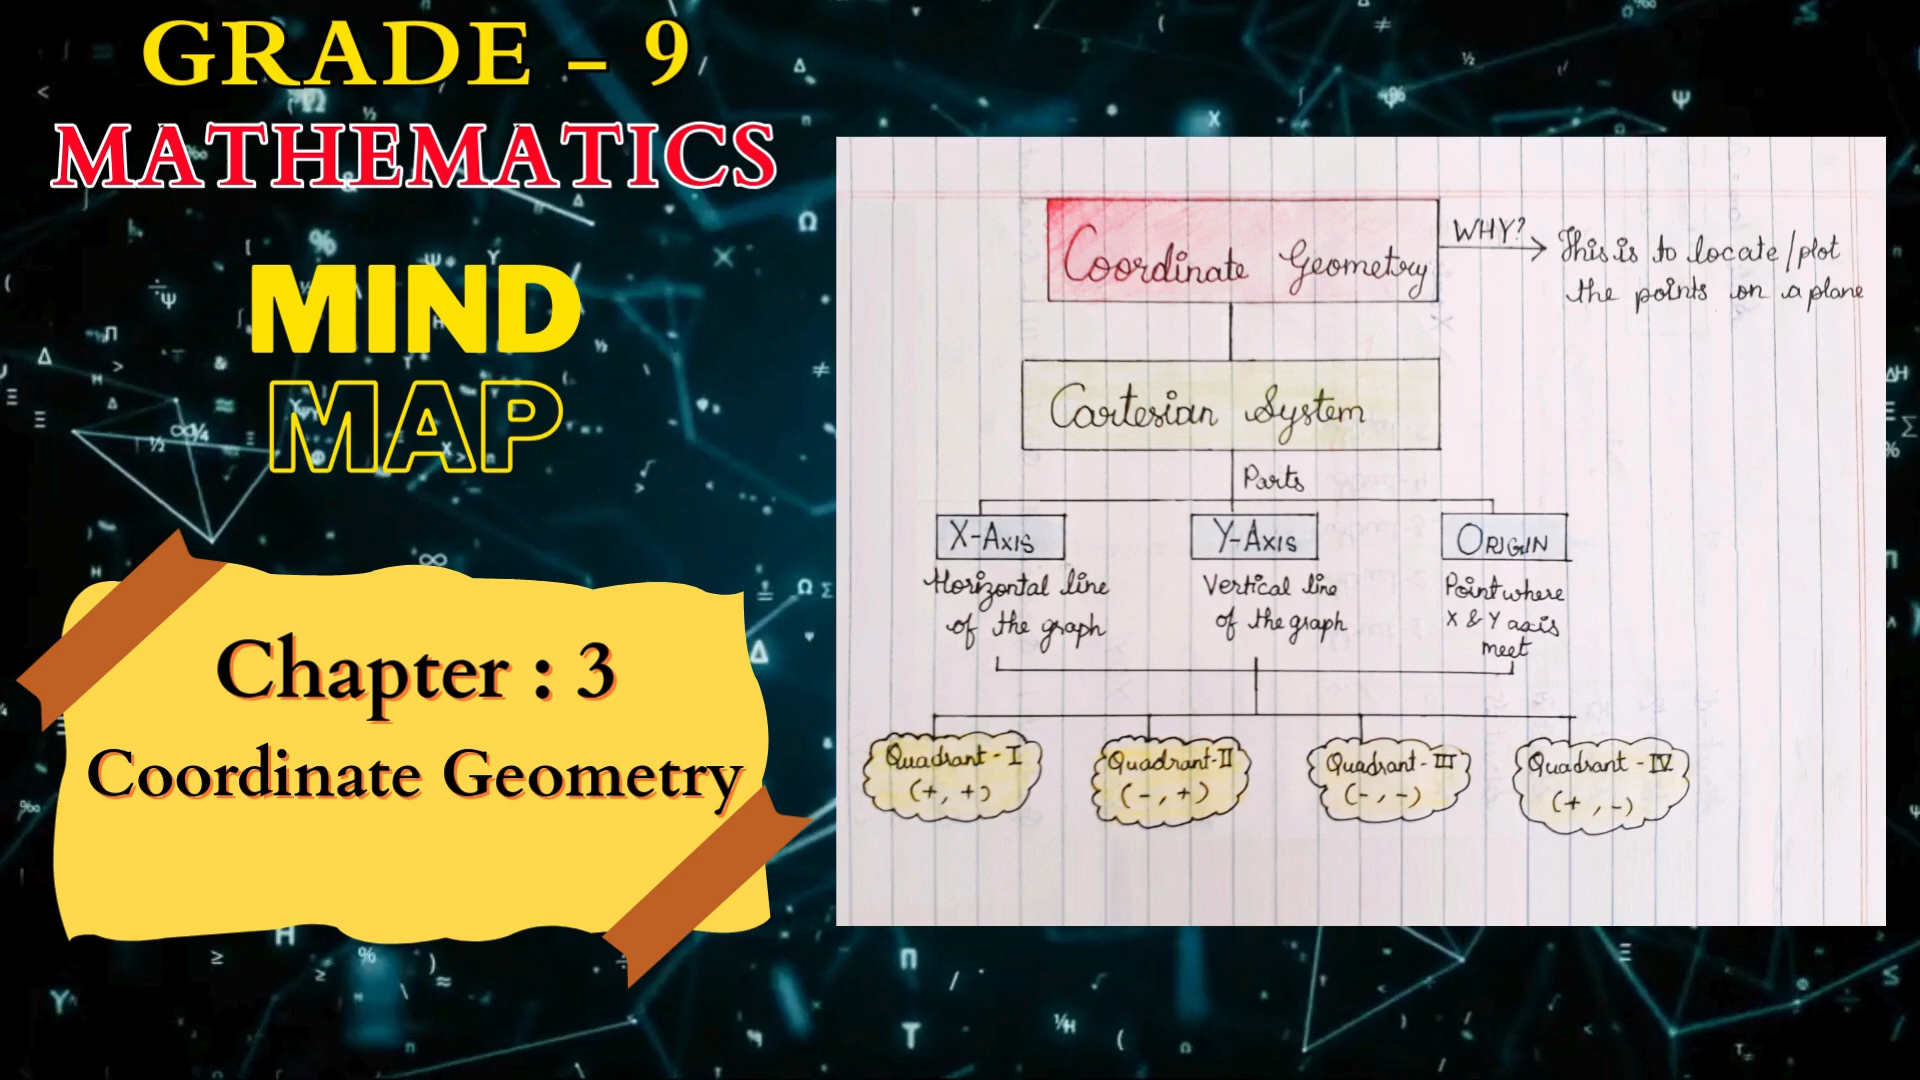 GRADE – 9
MATHEMATICS
MIND
MAP
Chapter : 3
Coordinate Geometry
Coordinate Geometry
WHY?
This is to locate/plot
the points on a plane
Cartesian System
Parts
X-AXIS
Horizontal line
of the graph
Y-AXIS
Vertical line
of the graph
ORIGIN
Point where
X & Y axis
meet
Quadrant - I
(+, +)
Quadrant-II
(-, +)
Quadrant-III
(-, -)
Quadrant - IV
(+, -)